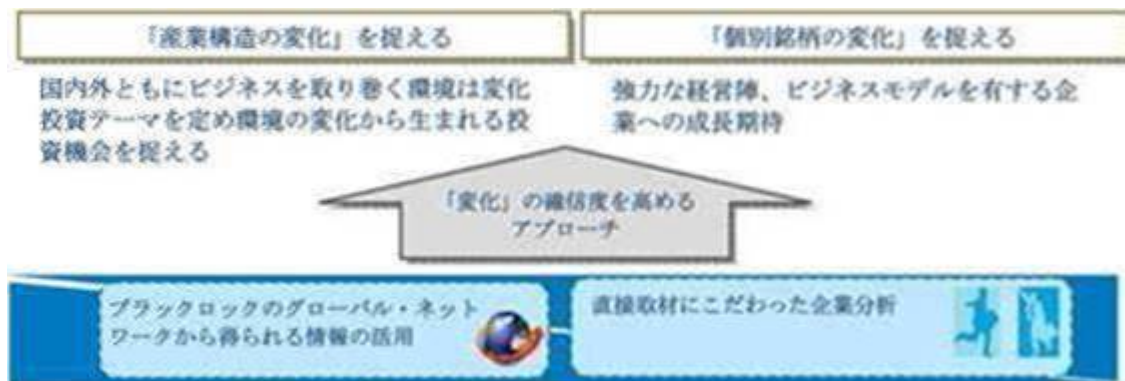 「産業構造の変化」を捉える
「個別銘柄の変化」を捉える
国内外ともにビジネスを取り巻く環境は変化
投資テーマを定め環境の変化から生まれる投
資機会を捉える
強力な経営陣、ビジネスモデルを有する企
業への成長期待
「変化」の確信度を高める
アプローチ
ブラックロックのグローバル・ネット
ワークから得られる情報の活用
直接取材にこだわった企業分析